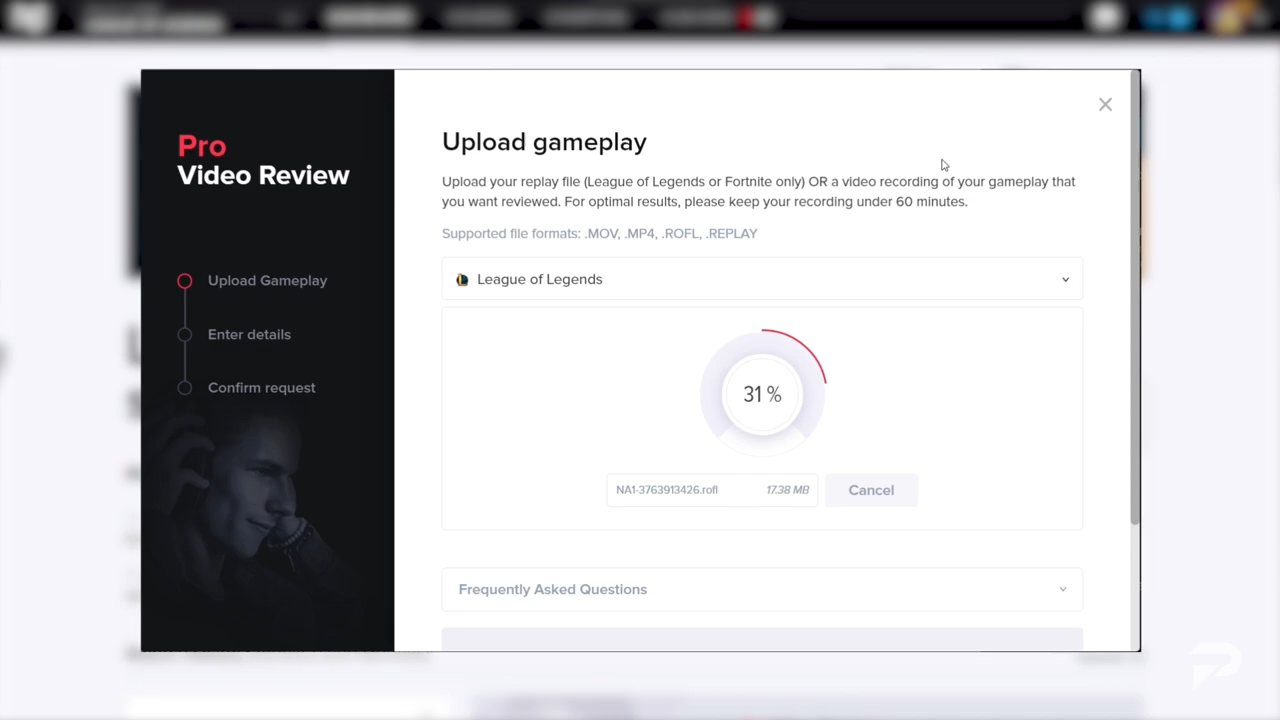 Pro
Video Review
Upload Gameplay
Enter details
Confirm request
Upload gameplay
Upload your replay file (League of Legends or Fortnite only) OR a video recording of your gameplay that
you want reviewed. For optimal results, please keep your recording under 60 minutes.
Supported file formats: .MOV, .MP4, .ROFL, .REPLAY
League of Legends
31 %
NA1-3763913426.rofl 17.38 MB
Cancel
Frequently Asked Questions